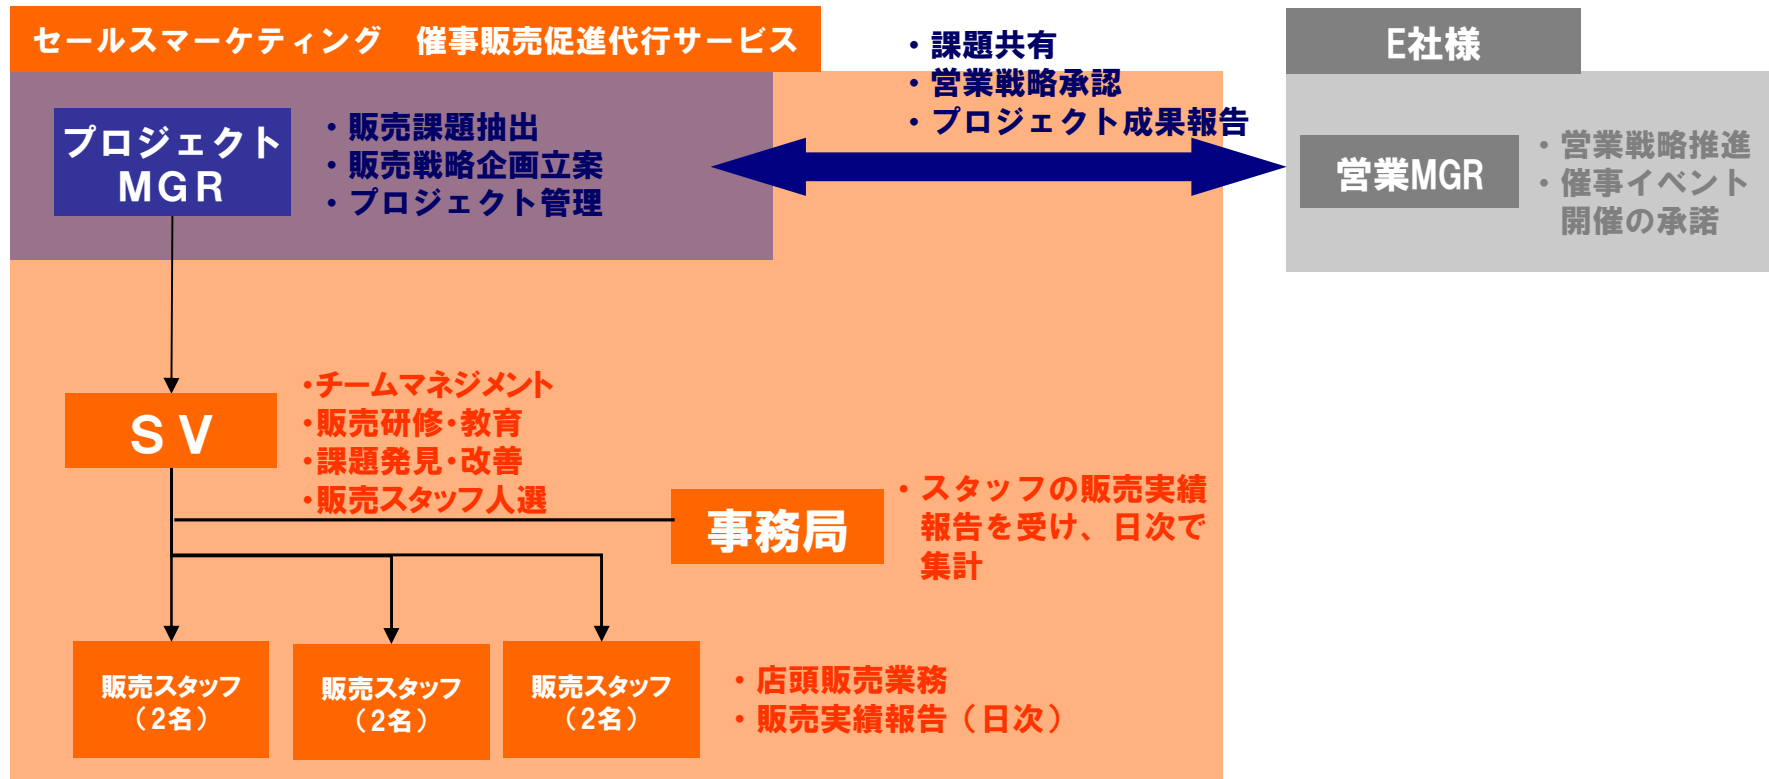 セールスマーケティング　催事販売促進代行サービス
プロジェクト
ＭＧＲ
・販売課題抽出
・販売戦略企画立案
・プロジェクト管理
・課題共有
・営業戦略承認
・プロジェクト成果報告
E社様
営業MGR
・営業戦略推進
・催事イベント
開催の承諾
ＳＶ
・チームマネジメント
・販売研修・教育
・課題発見・改善
・販売スタッフ人選
事務局
・スタッフの販売実績
報告を受け、日次で
集計
販売スタッフ
（2名）
販売スタッフ
（2名）
販売スタッフ
（2名）
・店頭販売業務
・販売実績報告（日次）